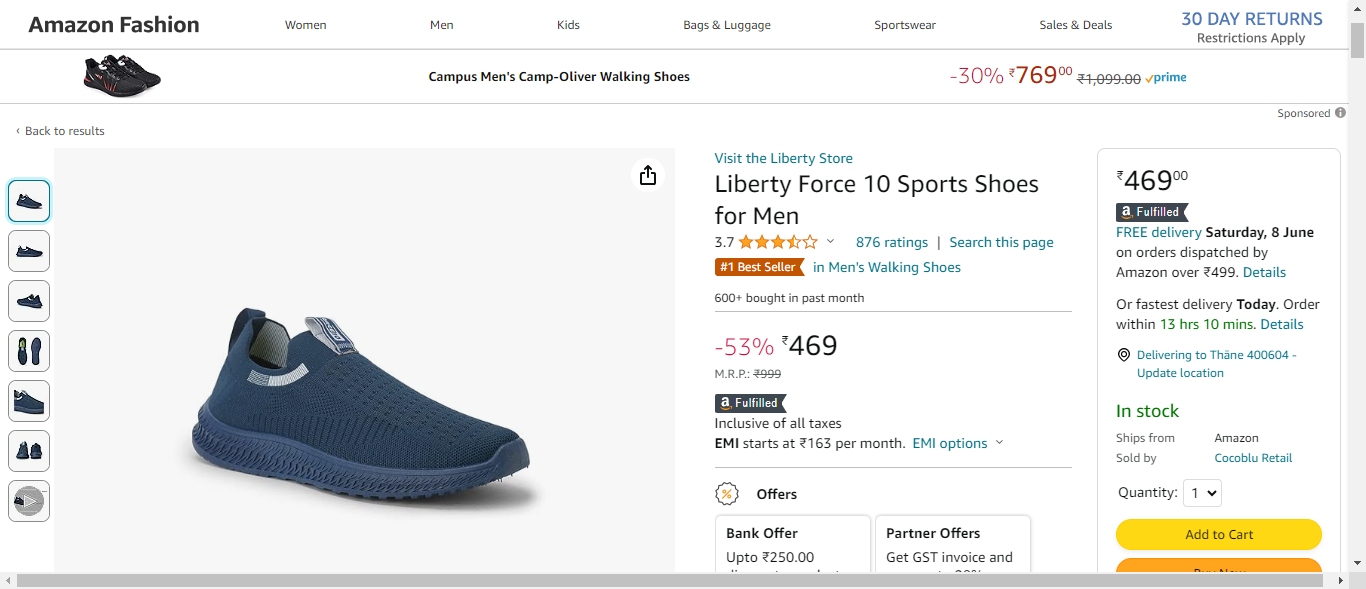 Amazon Fashion
Women
Men
Kids
Bags & Luggage
Sportswear
Sales & Deals
30 DAY RETURNS
Restrictions Apply
Campus Men's Camp-Oliver Walking Shoes
-30% ₹76900 ₹1,099.00 prime
Sponsored
‹ Back to results
Visit the Liberty Store
Liberty Force 10 Sports Shoes
for Men
3.7
876 ratings | Search this page
#1 Best Seller in Men's Walking Shoes
600+ bought in past month
-53% ₹469
M.R.P.: ₹999
a Fulfilled
Inclusive of all taxes
EMI starts at ₹163 per month. EMI options
Offers
Bank Offer
Upto ₹250.00
Partner Offers
Get GST invoice and
₹46900
a Fulfilled
FREE delivery Saturday, 8 June
on orders dispatched by
Amazon over ₹499. Details
Or fastest delivery Today. Order
within 13 hrs 10 mins. Details
Delivering to Thāne 400604 -
Update location
In stock
Ships from Amazon
Sold by Cocoblu Retail
Quantity: 1
Add to Cart